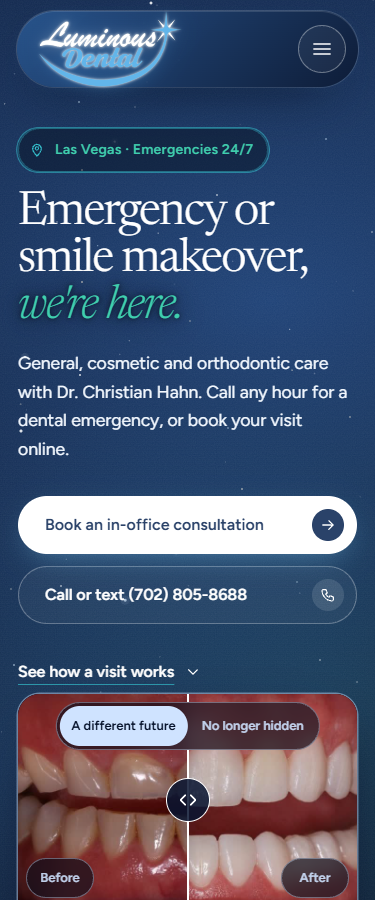 Luminous
Dental
Las Vegas · Emergencies 24/7
Emergency or
smile makeover,
we're here.
General, cosmetic and orthodontic care
with Dr. Christian Hahn. Call any hour for a
dental emergency, or book your visit
online.
Book an in-office consultation
Call or text (702) 805-8688
See how a visit works
A different future
No longer hidden
Before
After